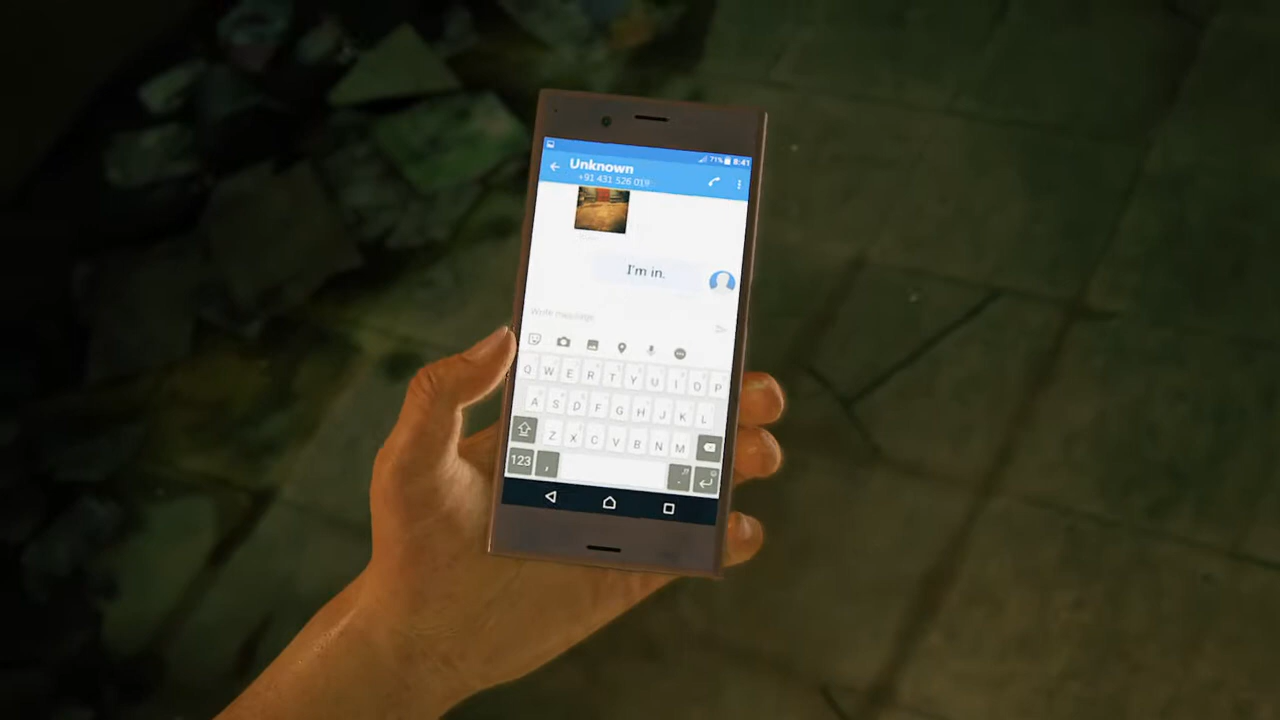 71% 8:41
Unknown
+91 431 526 019
I'm in.
Write message
Q W E R T Y U I O P
A S D F G H J K L
Z X C V B N M
123 , .